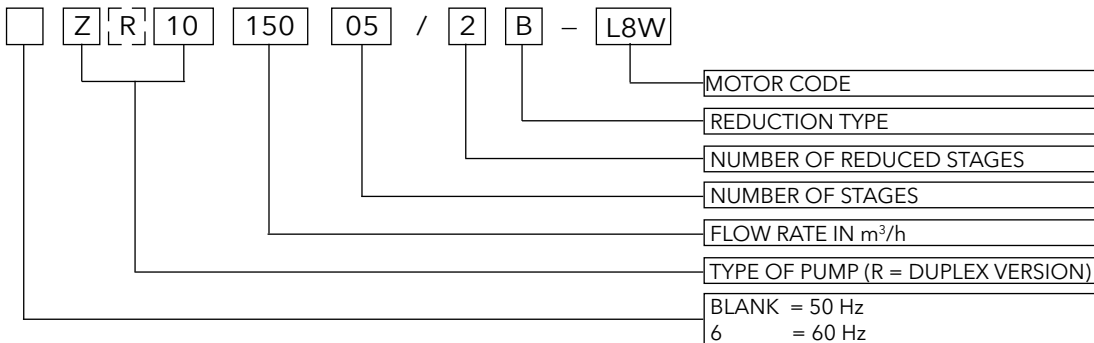 Z R 10 150 05 / 2 B – L8W
MOTOR CODE
REDUCTION TYPE
NUMBER OF REDUCED STAGES
NUMBER OF STAGES
FLOW RATE IN m³/h
TYPE OF PUMP (R = DUPLEX VERSION)
BLANK = 50 Hz
6 = 60 Hz